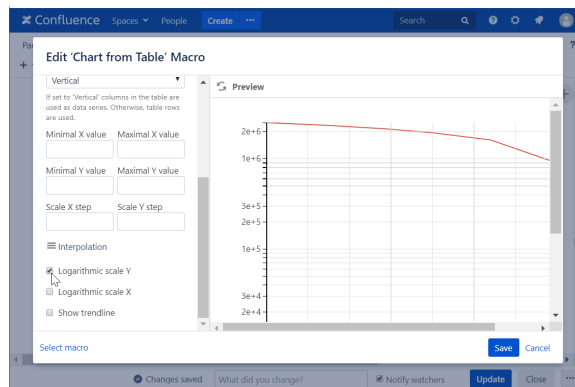 Confluence Spaces People Create ••• Search
Pa
Edit 'Chart from Table' Macro
?
Vertical
If set to 'Vertical' columns in the table are
used as data series. Otherwise, table rows
are used.
Minimal X value Maximal X value
Minimal Y value Maximal Y value
Scale X step Scale Y step
Interpolation
Logarithmic scale Y
Logarithmic scale X
Show trendline
Preview
2e+6
1e+6
3e+5
2e+5
1e+5
3e+4
2e+4
Select macro Save Cancel
Changes saved What did you change? Notify watchers Update Close •••